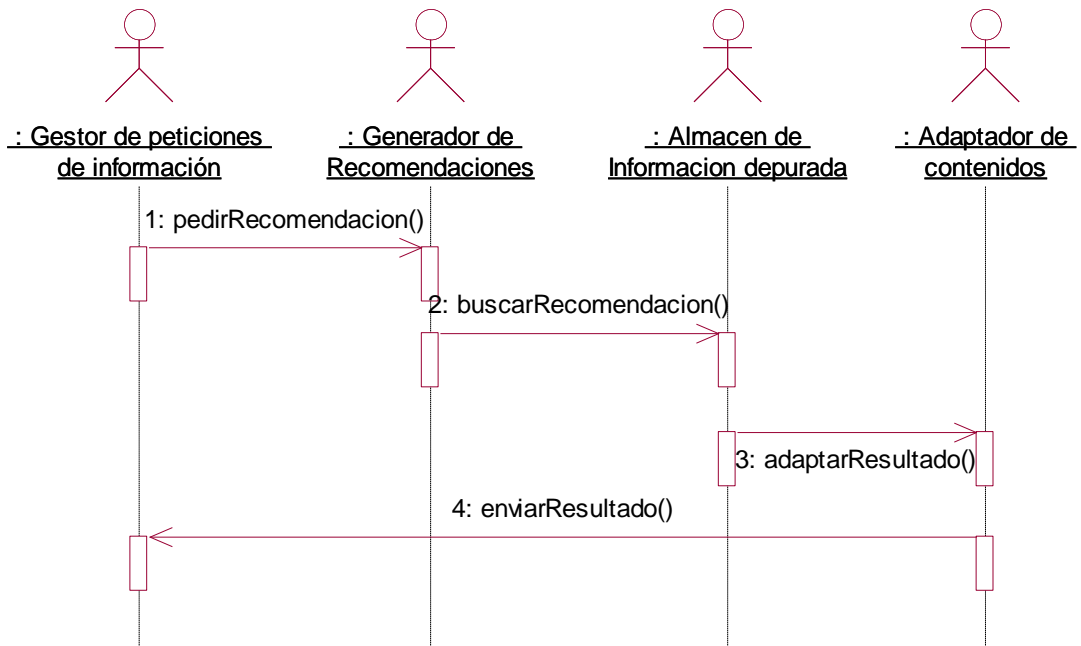 : Gestor de peticiones
de información
: Generador de
Recomendaciones
: Almacen de
Informacion depurada
: Adaptador de
contenidos
1: pedirRecomendacion()
2: buscarRecomendacion()
3: adaptarResultado()
4: enviarResultado()